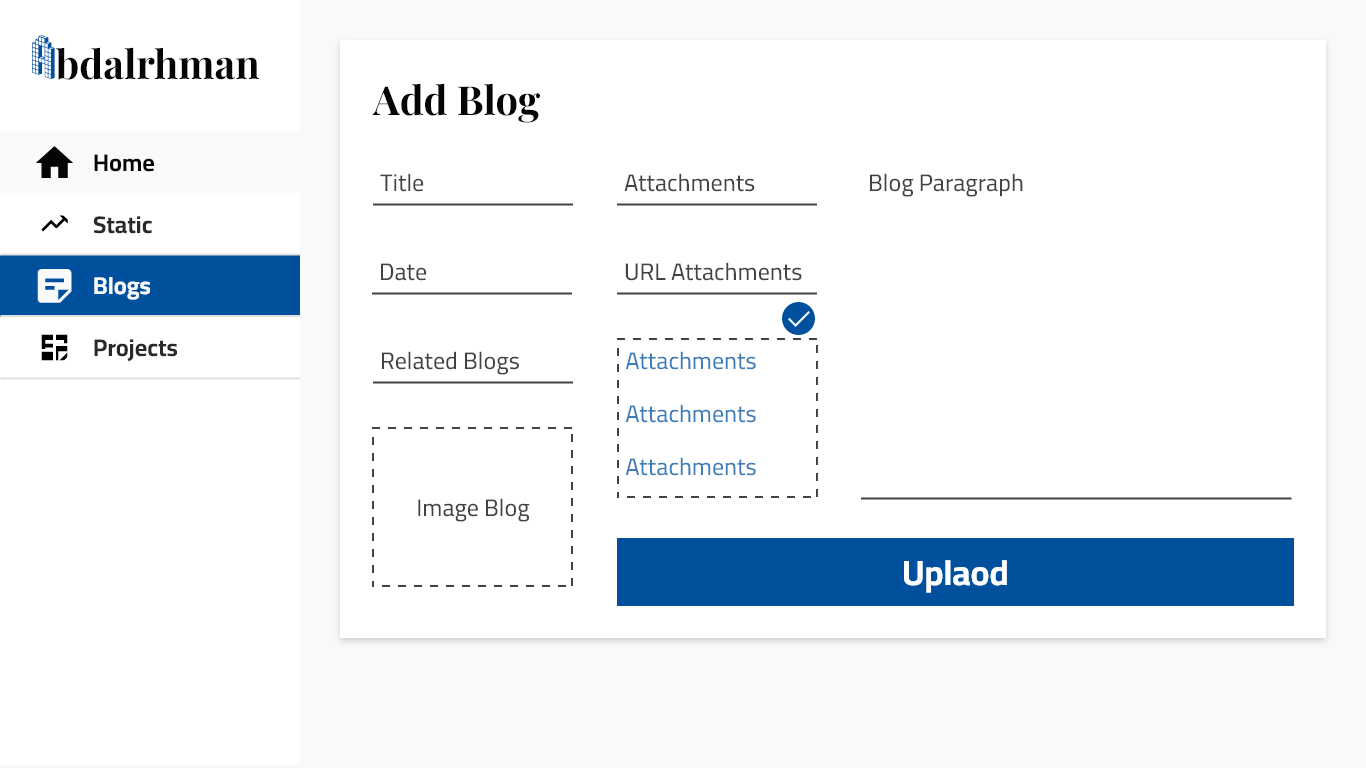 Abdalrhman
Home
Static
Blogs
Projects
Add Blog
Title
Attachments
Blog Paragraph
Date
URL Attachments
Related Blogs
Attachments
Attachments
Attachments
Image Blog
Uplaod